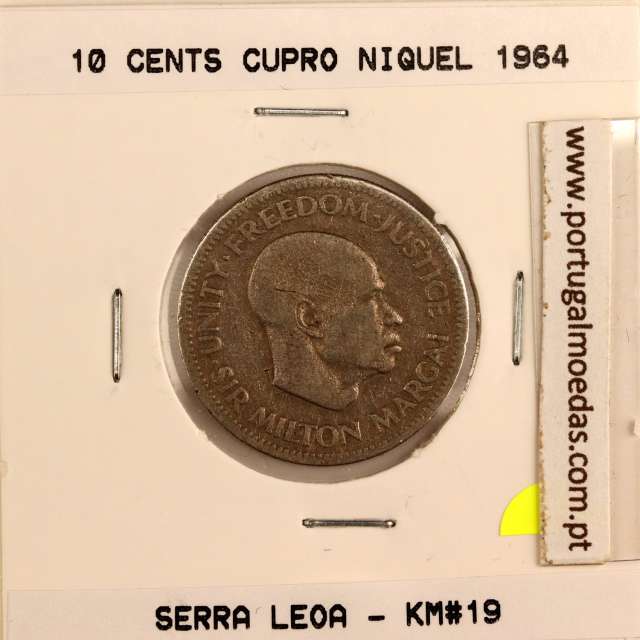 10 CENTS CUPRO NIQUEL 1964
UNITY·FREEDOM·JUSTICE
SIR MILTON MARGAI
www.portugalmoedas.com.pt
SERRA LEOA - KM#19